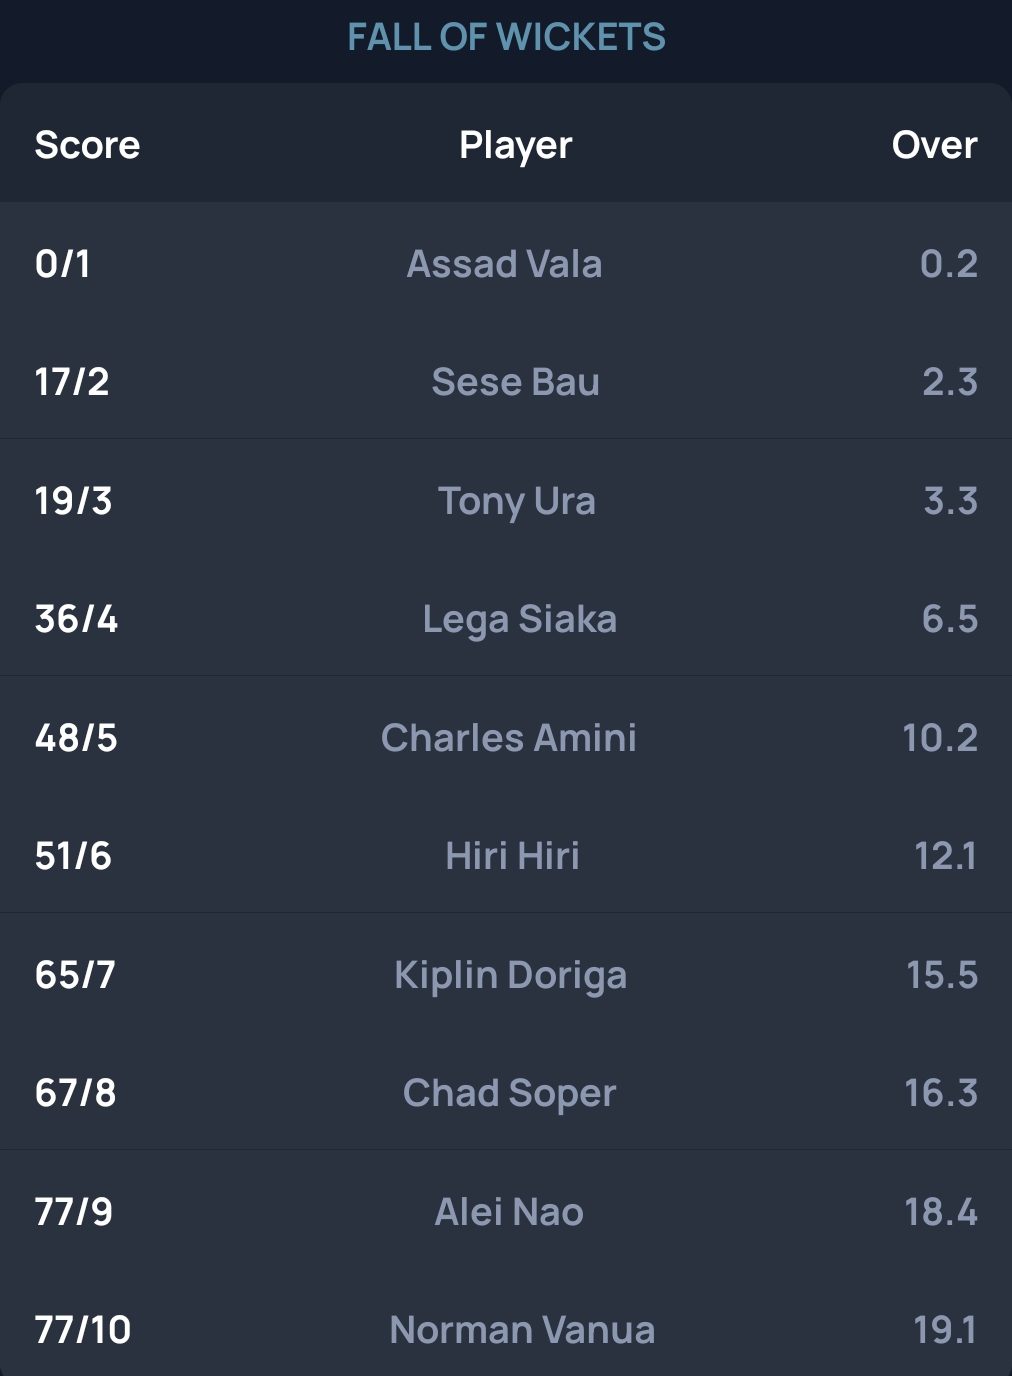 FALL OF WICKETS
Score Player Over
0/1 Assad Vala 0.2
17/2 Sese Bau 2.3
19/3 Tony Ura 3.3
36/4 Lega Siaka 6.5
48/5 Charles Amini 10.2
51/6 Hiri Hiri 12.1
65/7 Kiplin Doriga 15.5
67/8 Chad Soper 16.3
77/9 Alei Nao 18.4
77/10 Norman Vanua 19.1